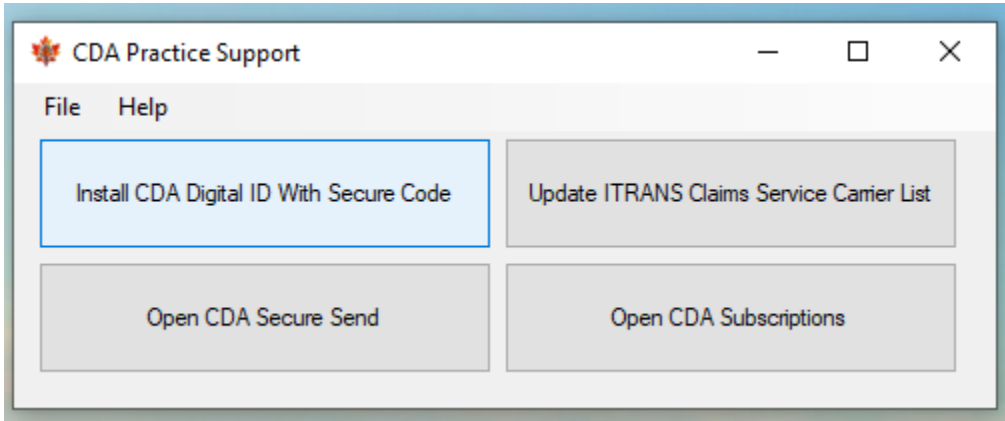 CDA Practice Support
File Help
Install CDA Digital ID With Secure Code
Update ITRANS Claims Service Carrier List
Open CDA Secure Send
Open CDA Subscriptions